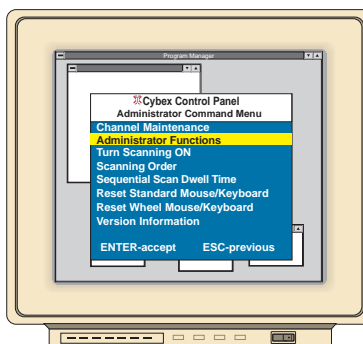 Program Manager
Cybex Control Panel
Administrator Command Menu
Channel Maintenance
Administrator Functions
Turn Scanning ON
Scanning Order
Sequential Scan Dwell Time
Reset Standard Mouse/Keyboard
Reset Wheel Mouse/Keyboard
Version Information
ENTER-accept ESC-previous